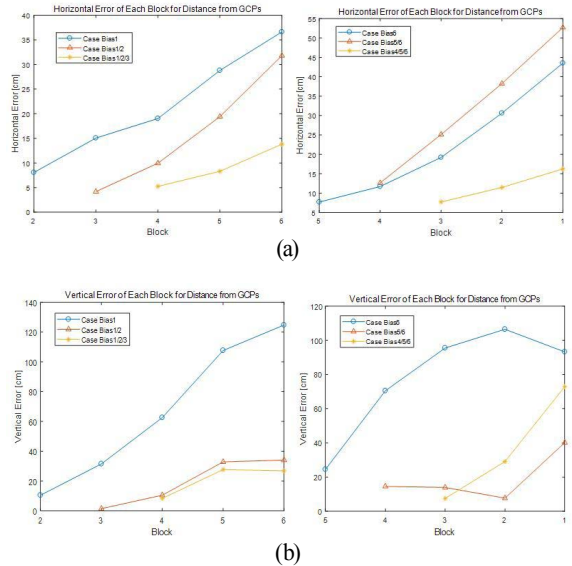 Horizontal Error of Each Block for Distance from GCPs
Horizontal Error [cm]
40
35
30
25
20
15
10
5
0
Case Bias1
Case Bias1/2
Case Bias1/2/3
2 3 4 5 6
Block
Horizontal Error of Each Block for Distance from GCPs
Horizontal Error [cm]
55
50
45
40
35
30
25
20
15
10
5
Case Bias6
Case Bias5/6
Case Bias4/5/6
5 4 3 2 1
Block
(a)
Vertical Error of Each Block for Distance from GCPs
Vertical Error [cm]
140
120
100
80
60
40
20
0
Case Bias1
Case Bias1/2
Case Bias1/2/3
2 3 4 5 6
Block
Vertical Error of Each Block for Distance from GCPs
Vertical Error [cm]
120
100
80
60
40
20
0
Case Bias6
Case Bias5/6
Case Bias4/5/6
5 4 3 2 1
Block
(b)